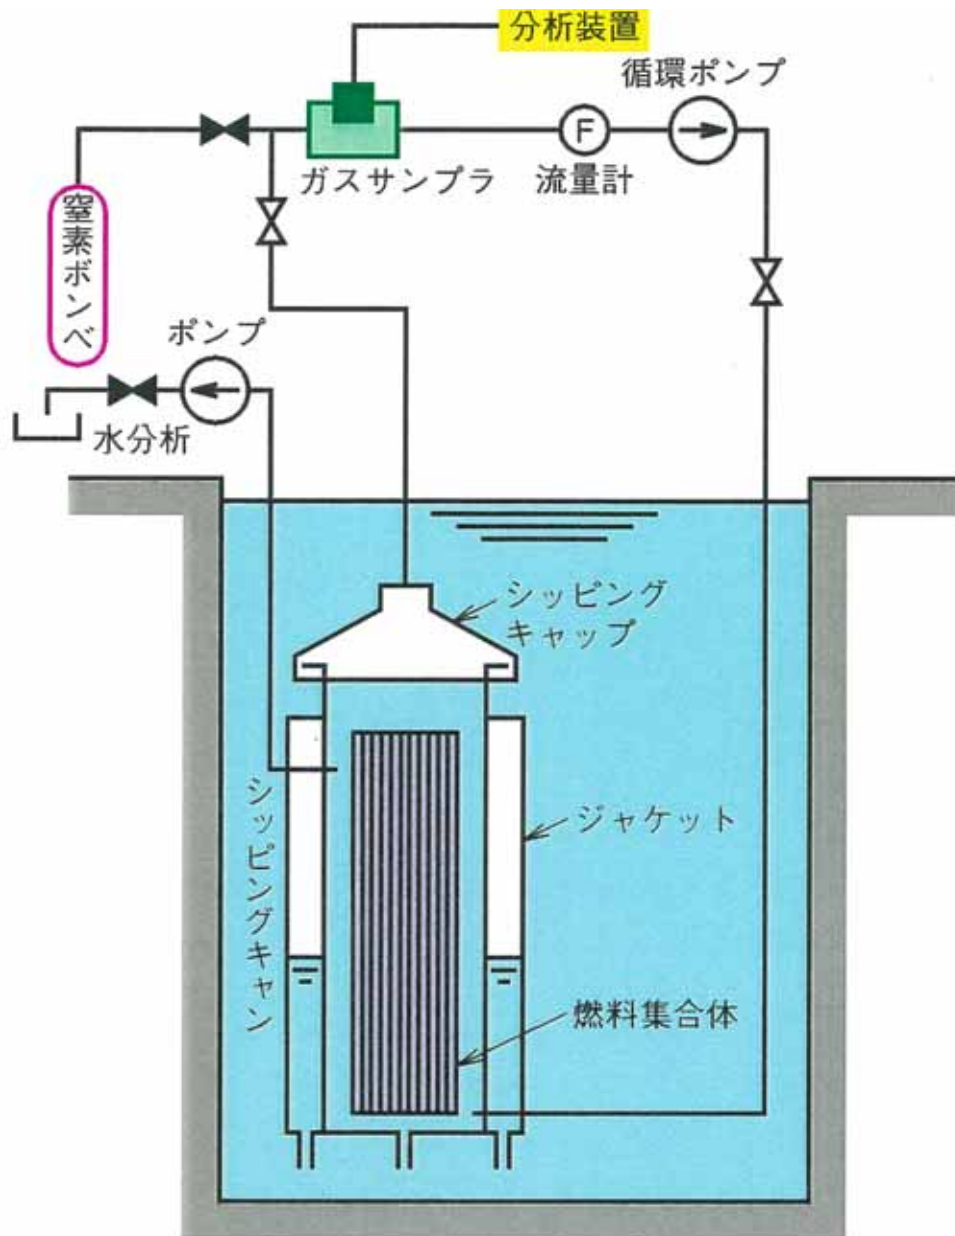 分析装置
循環ポンプ
F
ガスサンプラ
流量計
窒素ボンベ
ポンプ
水分析
シッピング
キャップ
シッピングキャン
ジャケット
燃料集合体